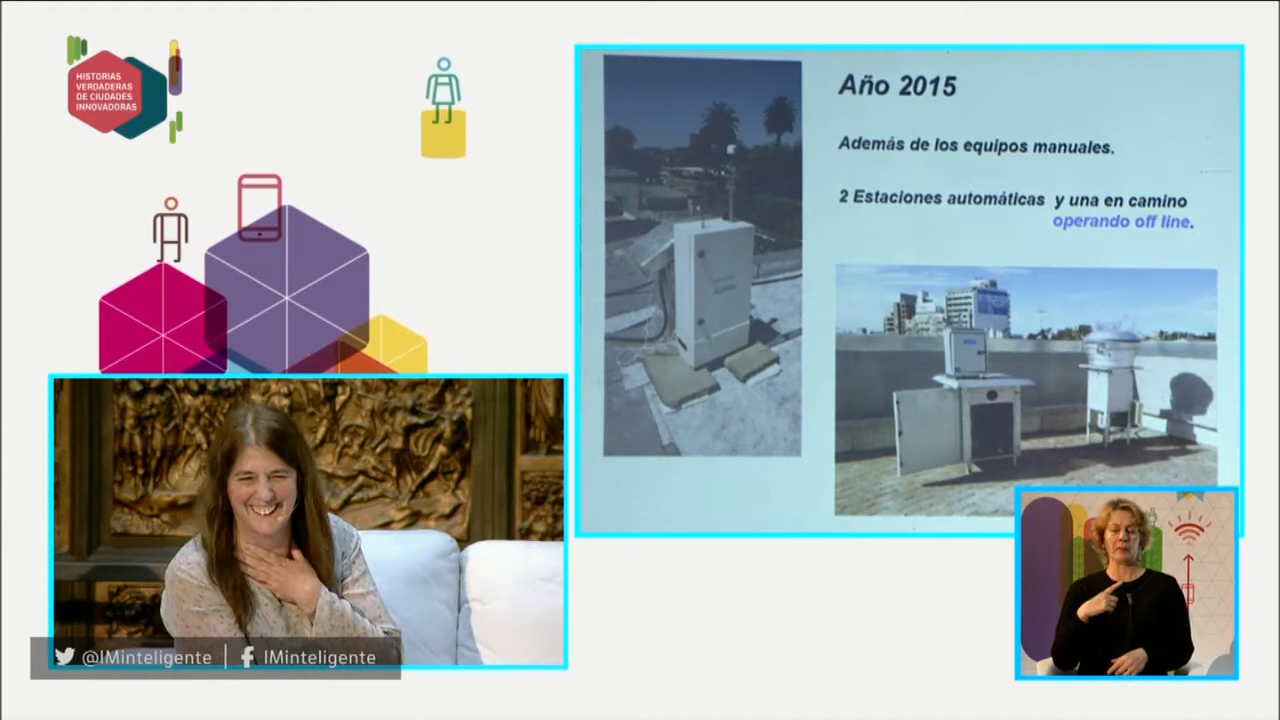 HISTORIAS
VERDADERAS
DE CIUDADES
INNOVADORAS
Año 2015
Además de los equipos manuales.
2 Estaciones automáticas y una en camino
operando off line.
@IMinteligente
IMinteligente